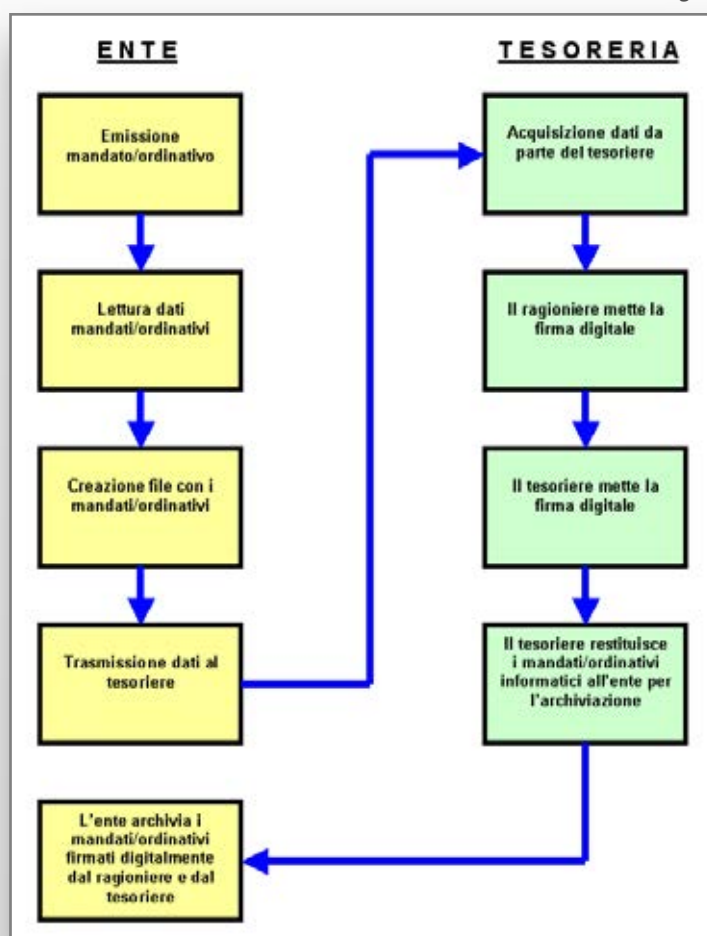 ENTE
Emissione
mandato/ordinativo
Lettura dati
mandati/ordinativi
Creazione file con i
mandati/ordinativi
Trasmissione dati al
tesoriere
L'ente archivia i
mandati/ordinativi
firmati digitalmente
dal ragioniere e dal
tesoriere
TESORERIA
Acquisizione dati da
parte del tesoriere
Il ragioniere mette la
firma digitale
Il tesoriere mette la
firma digitale
Il tesoriere restituisce
i mandati/ordinativi
informatici all'ente per
l'archiviazione